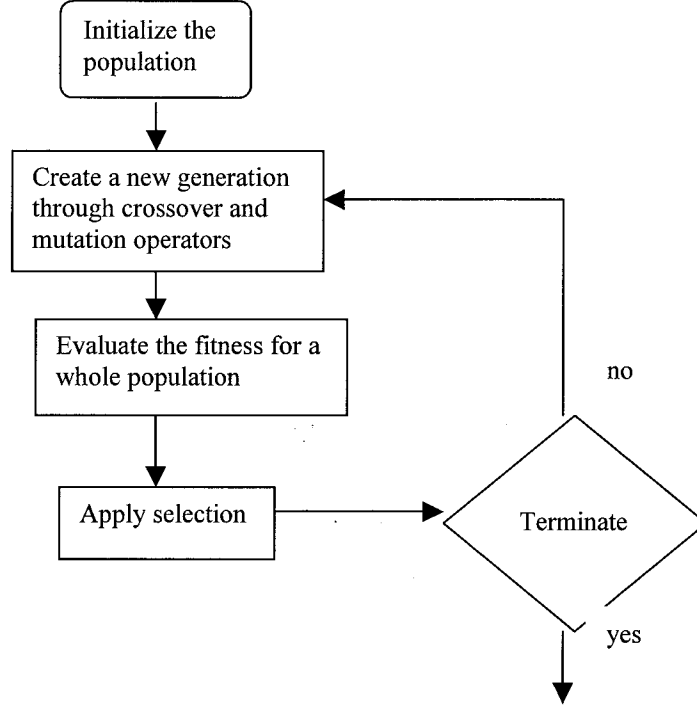 Initialize the
population
Create a new generation
through crossover and
mutation operators
Evaluate the fitness for a
whole population
no
Apply selection
Terminate
yes